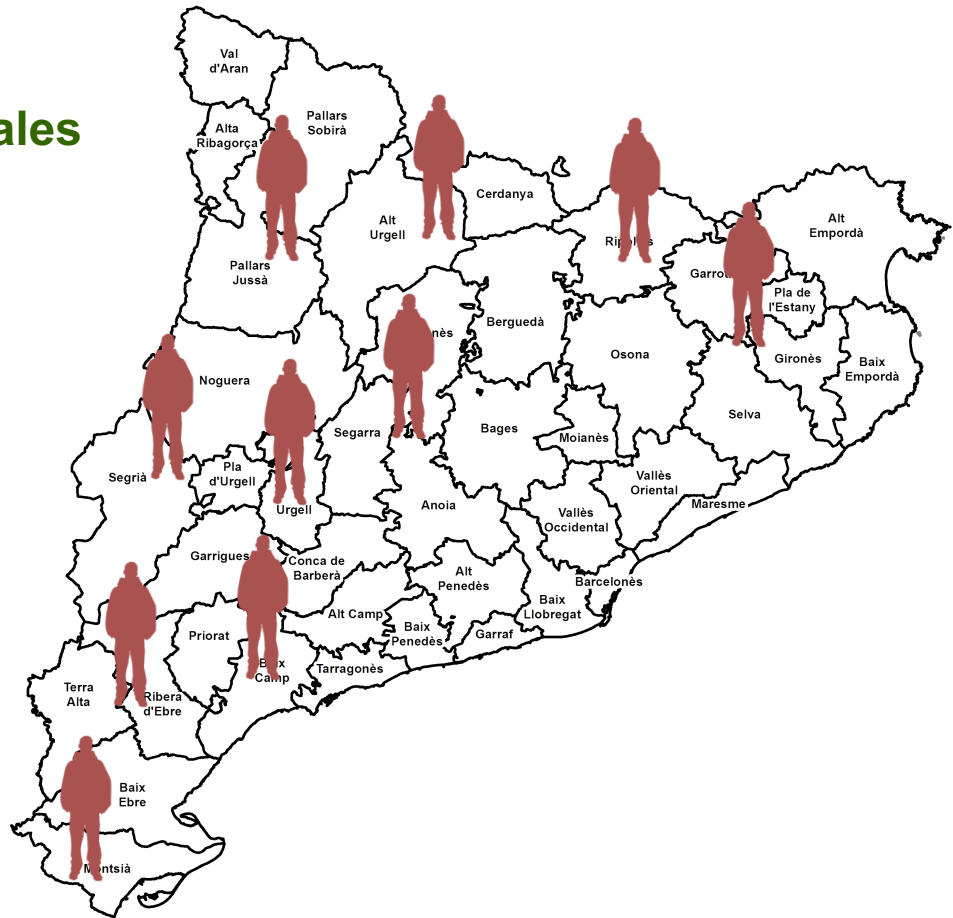 ales
Val
d'Aran
Pallars
Sobirà
Alta
Ribagorça
Cerdanya
Alt
Urgell
Alt
Empordà
Pallars
Jussà
Pla de
l'Estany
Berguedà
Osona
Gironès
Baix
Empordà
Noguera
Selva
Segarra
Bages
Moianès
Segrià
Pla
d'Urgell
Urgell
Anoia
Vallès
Oriental
Maresme
Vallès
Occidental
Garrigues
Conca de
Barberà
Alt
Penedès
Barcelonès
Baix
Llobregat
Alt Camp
Baix
Penedès
Garraf
Priorat
Camp
Tarragonès
Terra
Alta
Ribera
d'Ebre
Baix
Ebre